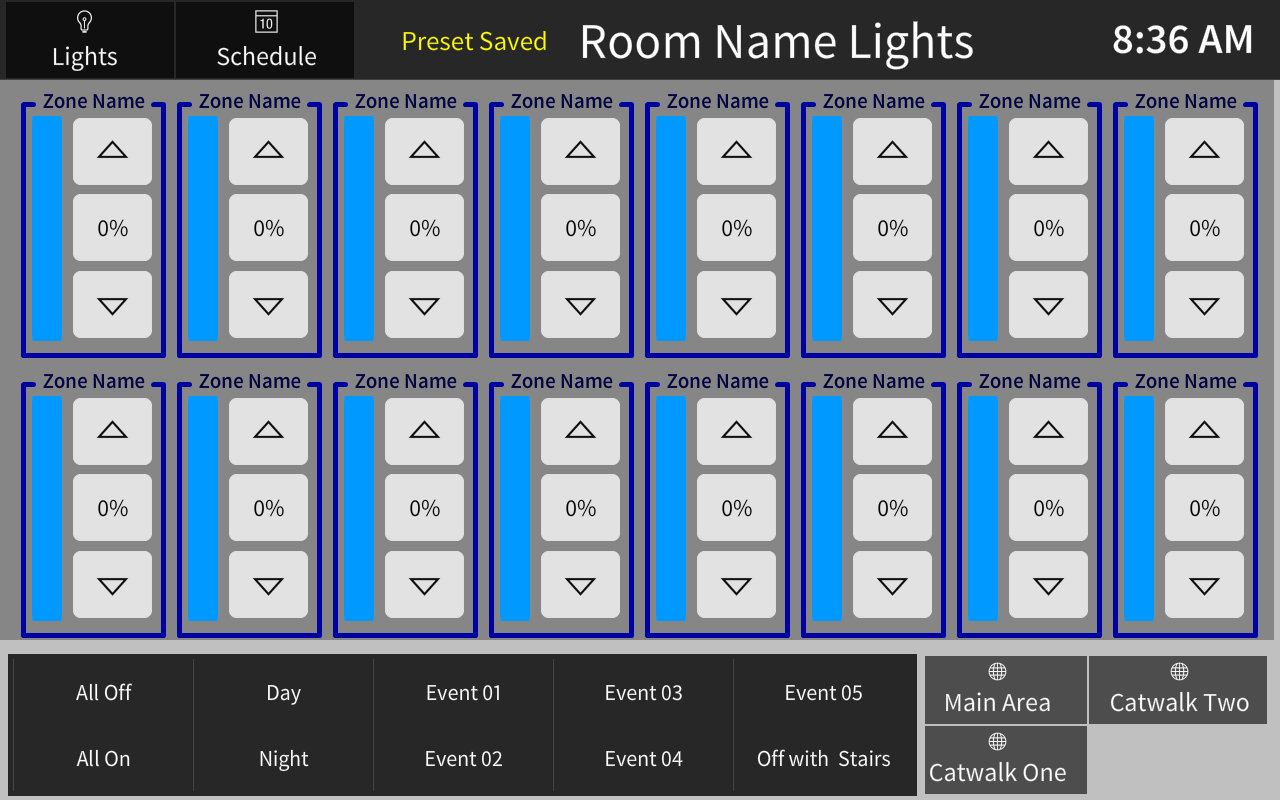 10
Lights
Schedule
Preset Saved
Room Name Lights
8:36 AM
Zone Name Zone Name Zone Name Zone Name Zone Name Zone Name Zone Name Zone Name
0% 0% 0% 0% 0% 0% 0% 0%
Zone Name Zone Name Zone Name Zone Name Zone Name Zone Name Zone Name Zone Name
0% 0% 0% 0% 0% 0% 0% 0%
All Off Day Event 01 Event 03 Event 05
All On Night Event 02 Event 04 Off with  Stairs
Main Area Catwalk Two
Catwalk One